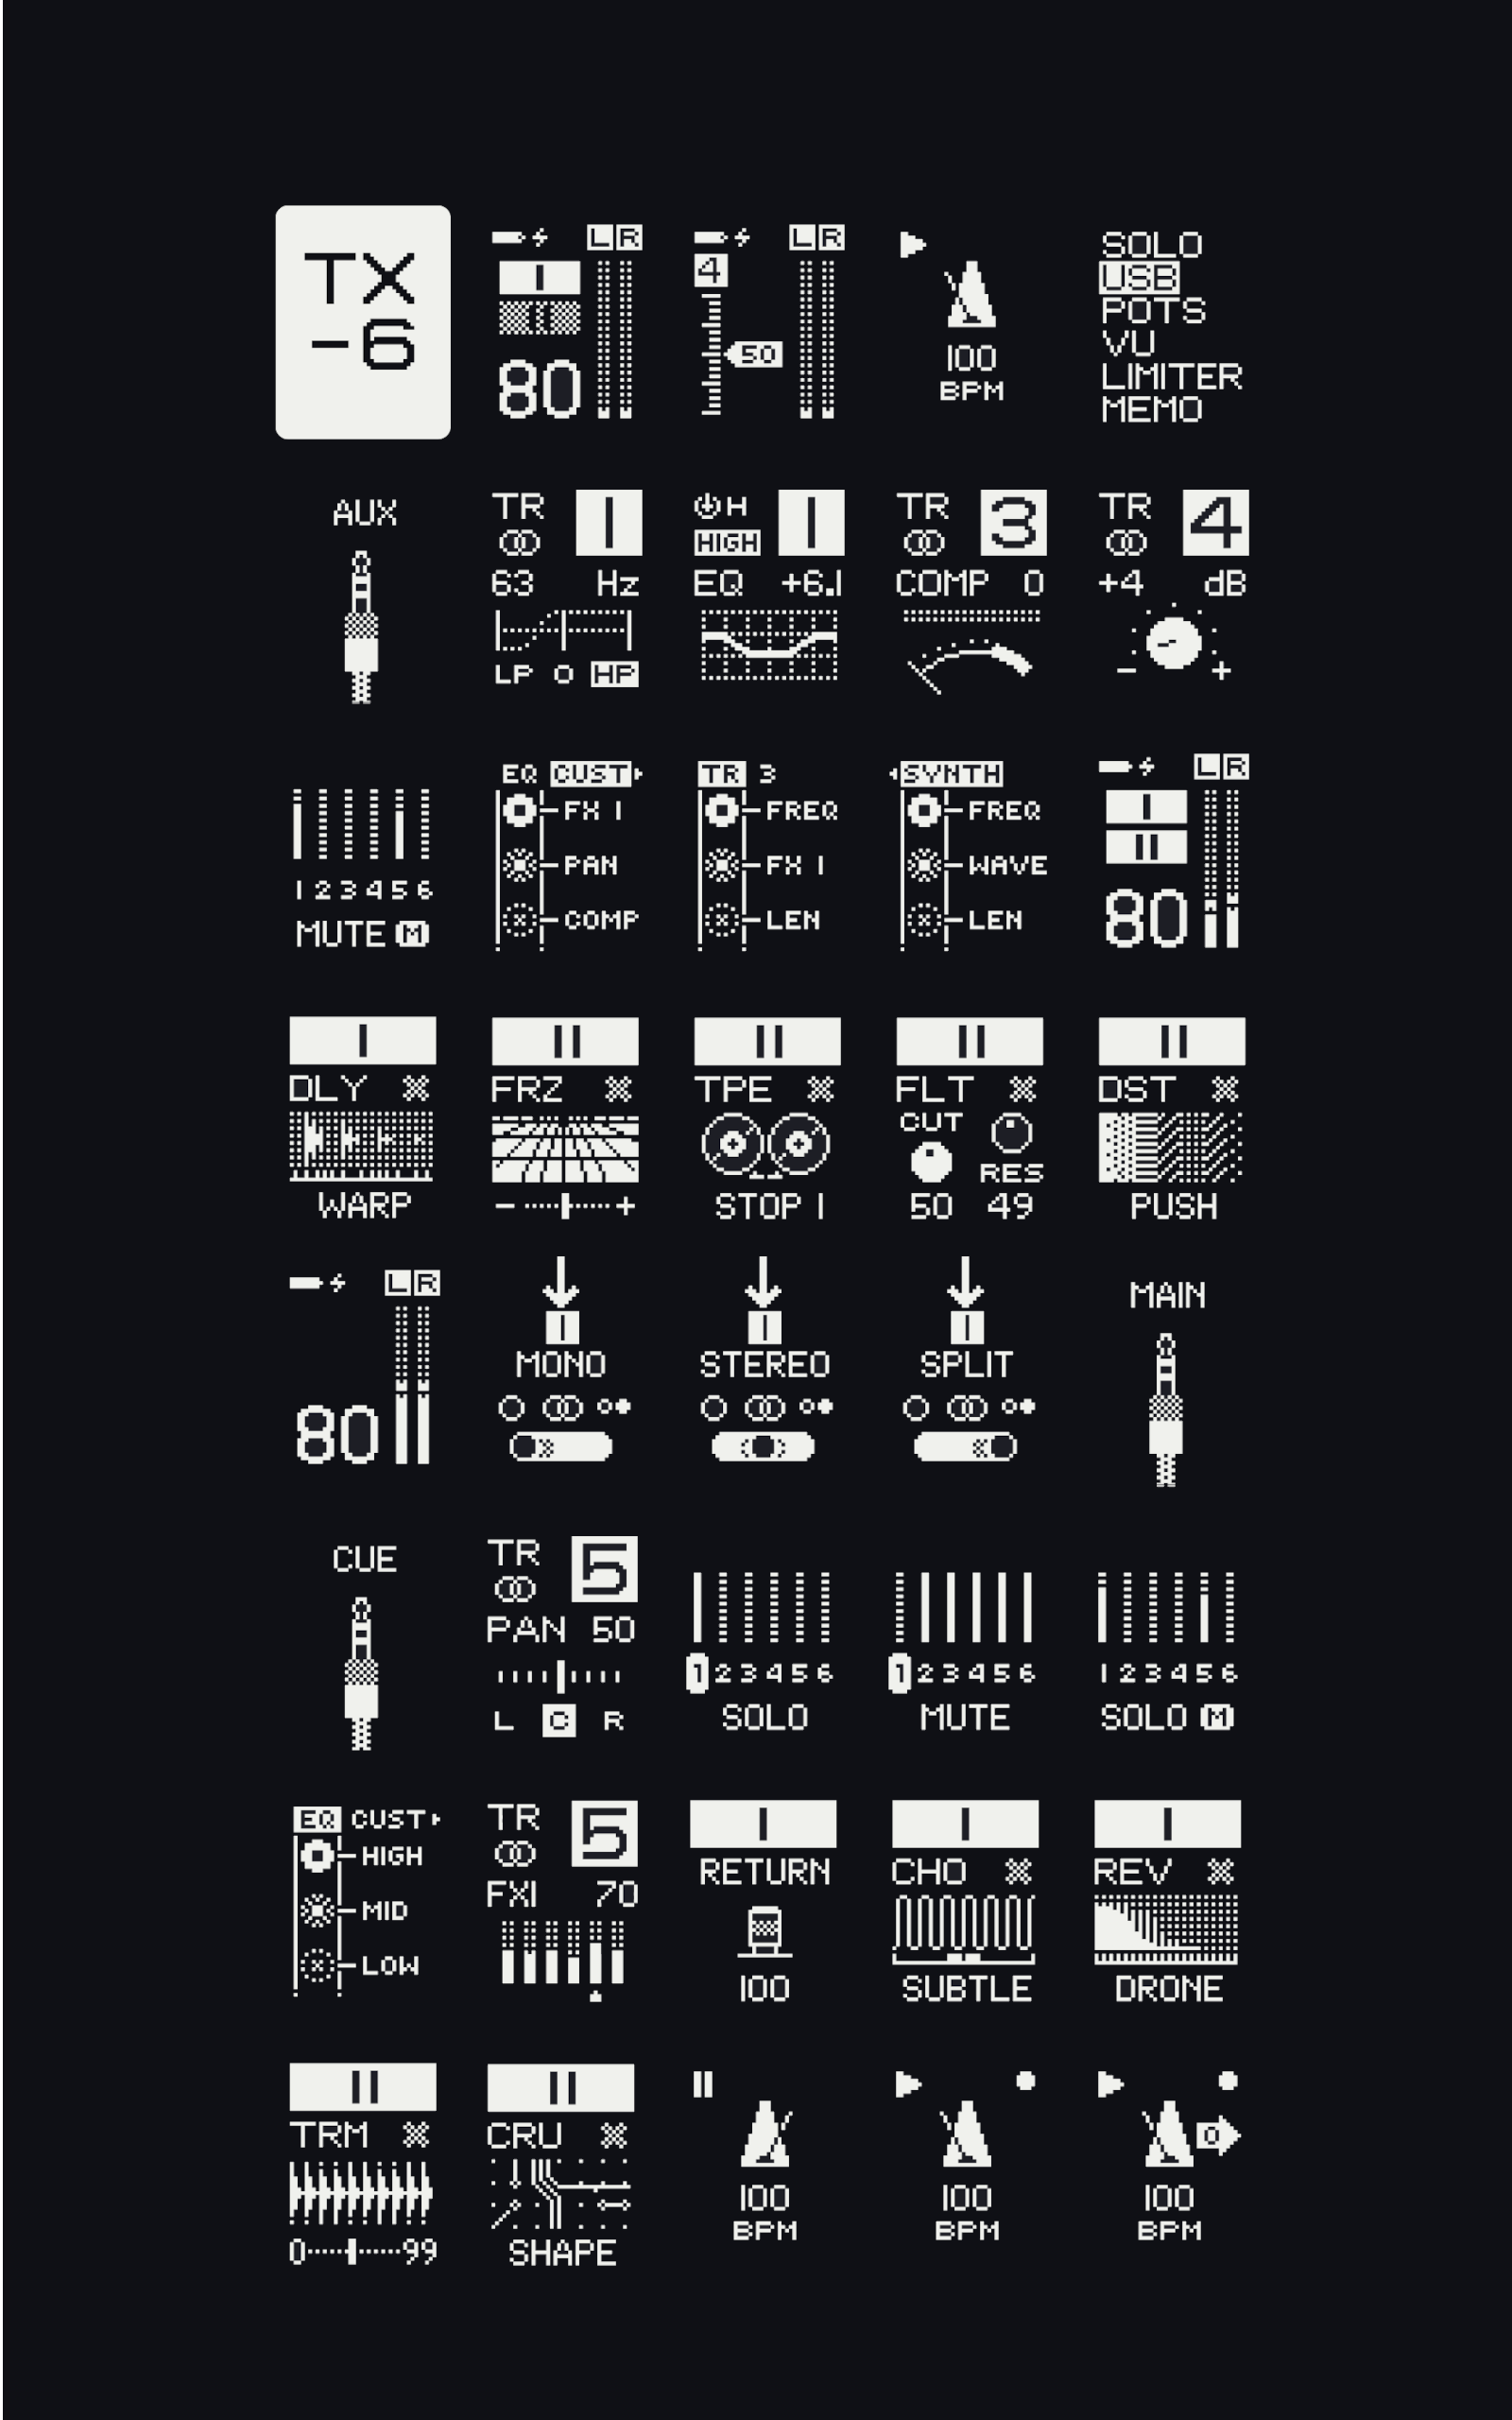 TX
-6
L R
I
80
L R
4
50
100
BPM
SOLO
USB
POTS
VU
LIMITER
MEMO
AUX
TR 1
63 Hz
LP O HP
H
HIGH 1
EQ +6.1
TR 3
COMP 0
TR 4
+4 dB
- +
1 2 3 4 5 6
MUTE M
EQ CUST
FX 1
PAN
COMP
TR 3
FREQ
FX 1
LEN
SYNTH
FREQ
WAVE
LEN
L R
I
II
80
I
DLY
WARP
II
FRZ
- +
II
TPE
STOP 1
II
FLT
CUT
RES
50 49
II
DST
PUSH
L R
80
1
MONO
1
STEREO
1
SPLIT
MAIN
CUE
TR 5
PAN 50
L C R
1 2 3 4 5 6
SOLO
1 2 3 4 5 6
MUTE
1 2 3 4 5 6
SOLO M
EQ CUST
HIGH
MID
LOW
TR 5
FX1 70
I
RETURN
100
I
CHO
SUBTLE
I
REV
DRONE
II
TRM
0 99
II
CRU
SHAPE
100
BPM
100
BPM
0
100
BPM